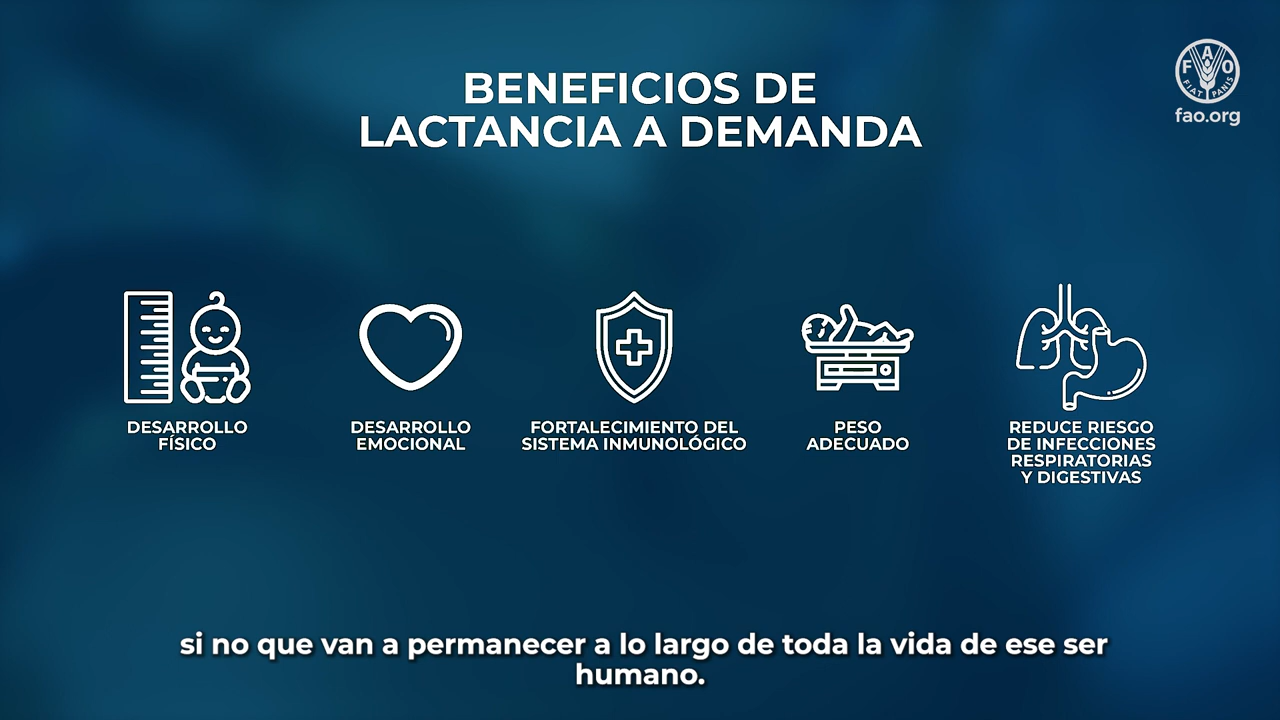 BENEFICIOS DE
LACTANCIA A DEMANDA
F A O
FIAT PANIS
fao.org
DESARROLLO
FÍSICO
DESARROLLO
EMOCIONAL
FORTALECIMIENTO DEL
SISTEMA INMUNOLÓGICO
PESO
ADECUADO
REDUCE RIESGO
DE INFECCIONES
RESPIRATORIAS
Y DIGESTIVAS
si no que van a permanecer a lo largo de toda la vida de ese ser
humano.